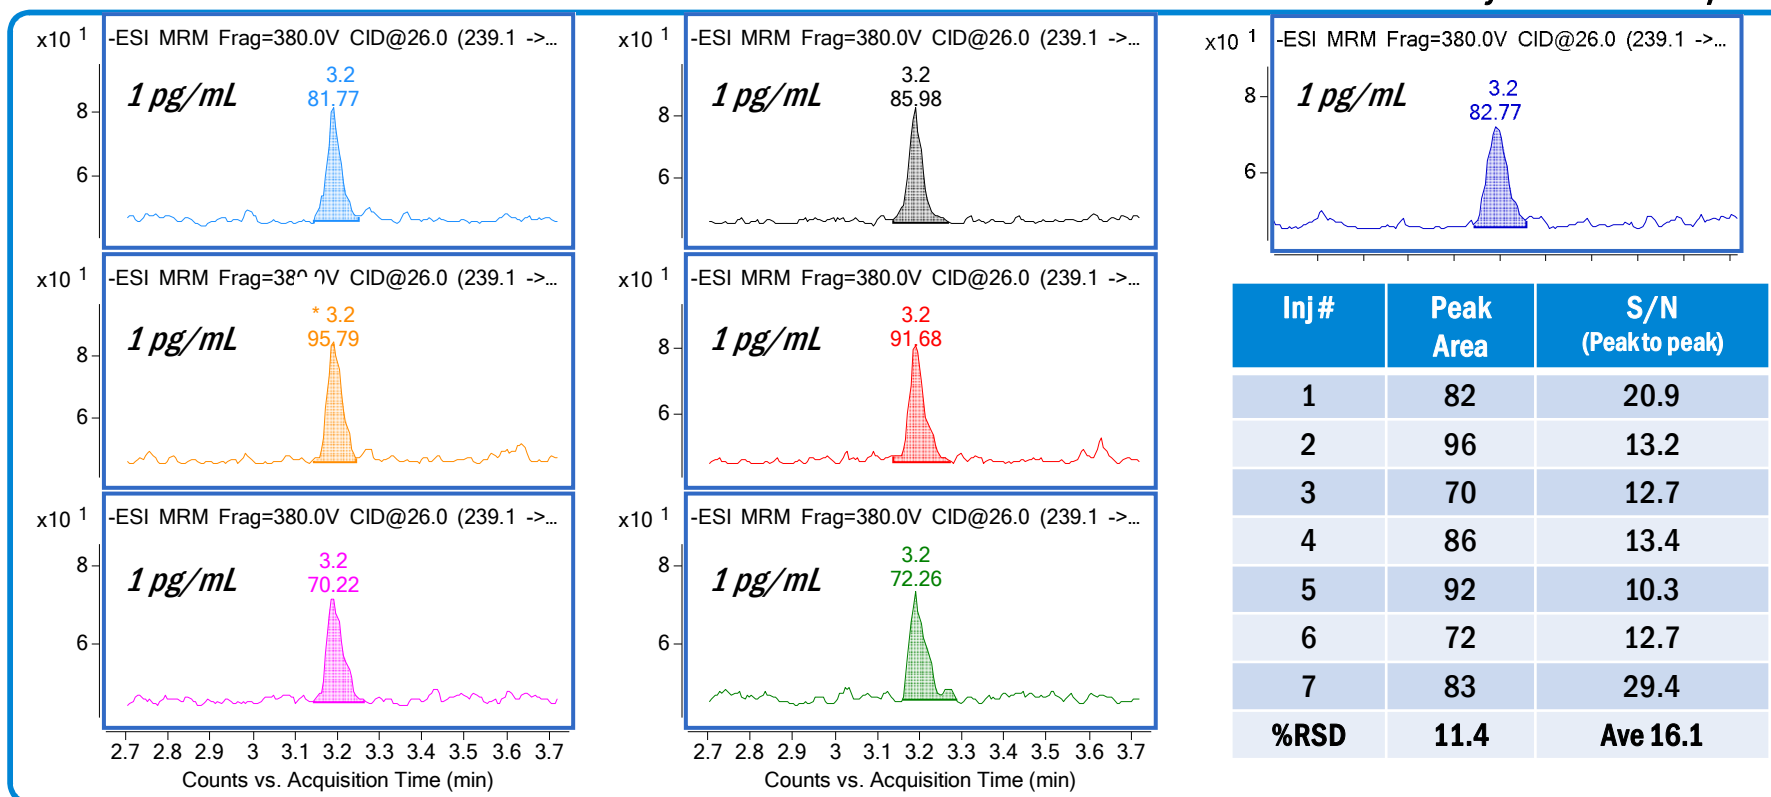 x10 1
-ESI MRM Frag=380.0V CID@26.0 (239.1 ->...
1 pg/mL
3.2
81.77
8
6
x10 1
-ESI MRM Frag=380.0V CID@26.0 (239.1 ->...
1 pg/mL
3.2
85.98
8
6
x10 1
-ESI MRM Frag=380.0V CID@26.0 (239.1 ->...
1 pg/mL
3.2
82.77
8
6
x10 1
-ESI MRM Frag=380.0V CID@26.0 (239.1 ->...
1 pg/mL
* 3.2
95.79
8
6
x10 1
-ESI MRM Frag=380.0V CID@26.0 (239.1 ->...
1 pg/mL
3.2
91.68
8
6
x10 1
-ESI MRM Frag=380.0V CID@26.0 (239.1 ->...
1 pg/mL
3.2
70.22
8
6
2.7 2.8 2.9 3 3.1 3.2 3.3 3.4 3.5 3.6 3.7
Counts vs. Acquisition Time (min)
x10 1
-ESI MRM Frag=380.0V CID@26.0 (239.1 ->...
1 pg/mL
3.2
72.26
8
6
2.7 2.8 2.9 3 3.1 3.2 3.3 3.4 3.5 3.6 3.7
Counts vs. Acquisition Time (min)
Inj # Peak Area S/N (Peak to peak)
1 82 20.9
2 96 13.2
3 70 12.7
4 86 13.4
5 92 10.3
6 72 12.7
7 83 29.4
%RSD 11.4 Ave 16.1